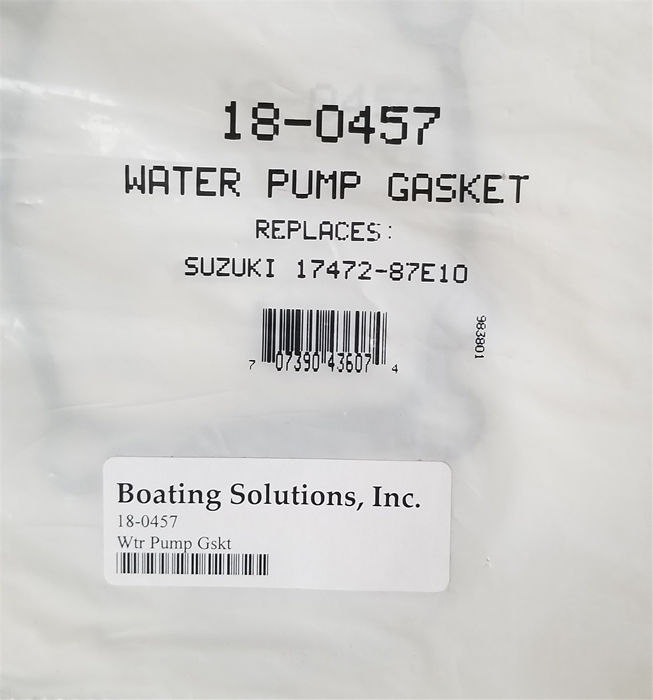 18-0457
WATER PUMP GASKET
REPLACES:
SUZUKI 17472-87E10
983801
7 07390 43607 4
Boating Solutions, Inc.
18-0457
Wtr Pump Gskt